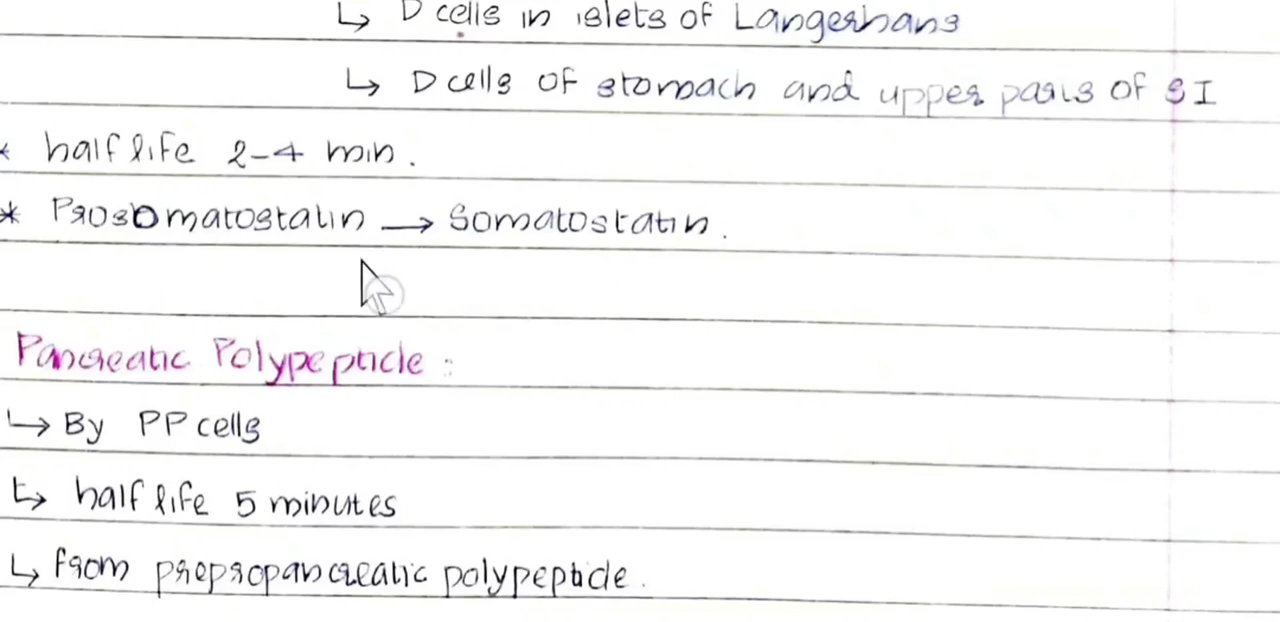 ↳ D cells in islets of Langerhans
↳ D cells of stomach and upper parts of SI
* half life 2-4 min.
* Prosomatostatin → Somatostatin.
Pancreatic Polypeptide :
↳ By PP cells
↳ half life 5 minutes
↳ from prepropancreatic polypeptide.